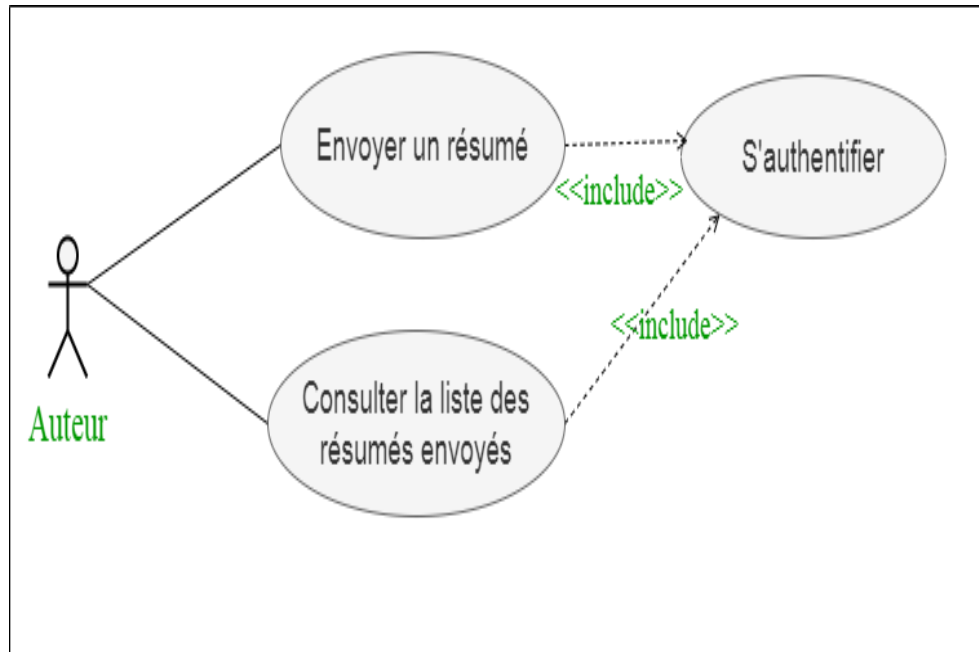 Envoyer un résumé
S'authentifier
<<include>>
<<include>>
Consulter la liste des
résumés envoyés
Auteur